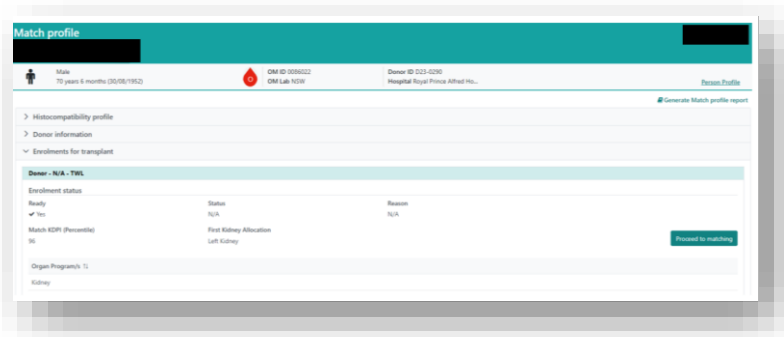 Match profile
Male
70 years 6 months (30/08/1952)
O
OM ID 0086022
OM Lab NSW
Donor ID D23-0290
Hospital Royal Prince Alfred Ho...
Person Profile
Generate Match profile report
Histocompatibility profile
Donor information
Enrolments for transplant
Donor - N/A - TWL
Enrolment status
Ready Status Reason
Yes N/A N/A
Match KDPI (Percentile) First Kidney Allocation
96 Left Kidney
Proceed to matching
Organ Program/s
Kidney